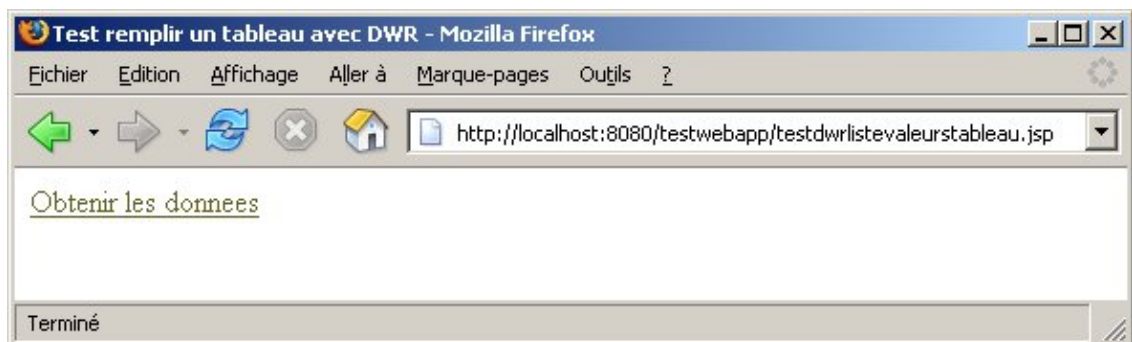 Test remplir un tableau avec DWR - Mozilla Firefox
Fichier Edition Affichage Aller à Marque-pages Outils ?
http://localhost:8080/testwebapp/testdwrlistevaleurstableau.jsp
Obtenir les donnees
Terminé